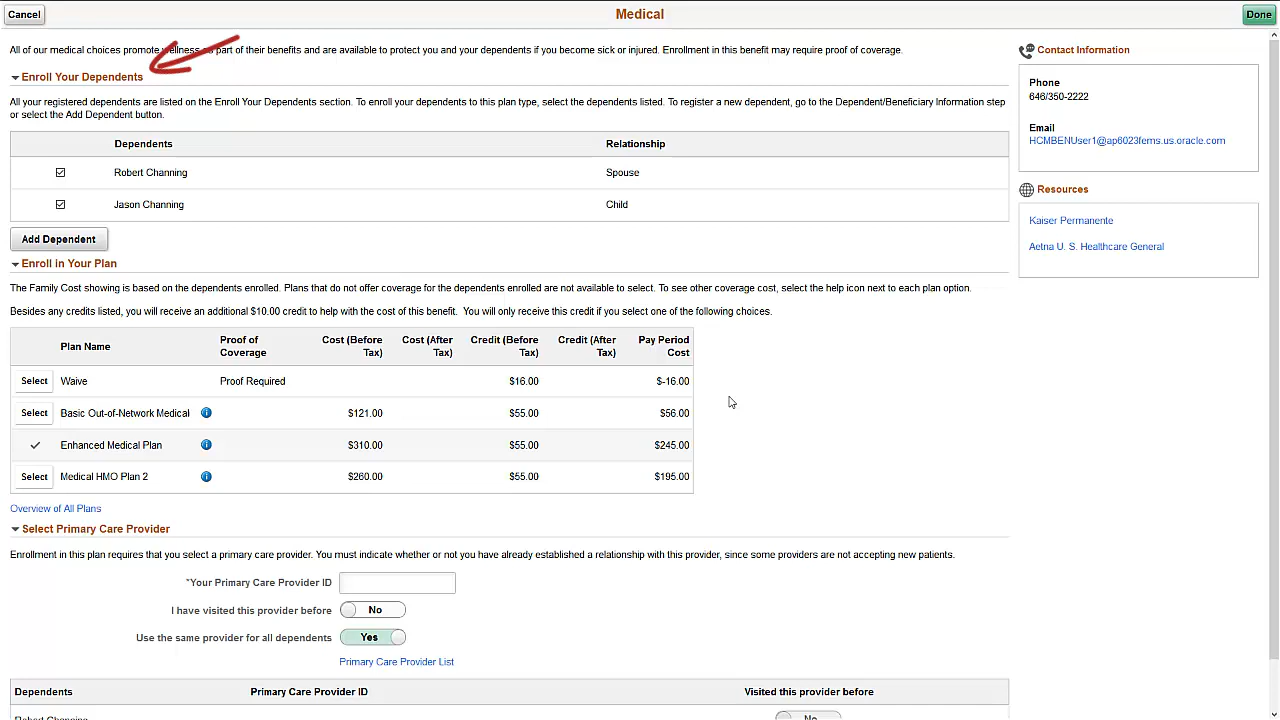 Cancel
Medical
Done
All of our medical choices promote wellness as part of their benefits and are available to protect you and your dependents if you become sick or injured. Enrollment in this benefit may require proof of coverage.
Enroll Your Dependents
All your registered dependents are listed on the Enroll Your Dependents section. To enroll your dependents to this plan type, select the dependents listed. To register a new dependent, go to the Dependent/Beneficiary Information step
or select the Add Dependent button.
Dependents Relationship
Robert Channing Spouse
Jason Channing Child
Add Dependent
Enroll in Your Plan
The Family Cost showing is based on the dependents enrolled. Plans that do not offer coverage for the dependents enrolled are not available to select. To see other coverage cost, select the help icon next to each plan option.
Besides any credits listed, you will receive an additional $10.00 credit to help with the cost of this benefit. You will only receive this credit if you select one of the following choices.
Plan Name Proof of Coverage Cost (Before Tax) Cost (After Tax) Credit (Before Tax) Credit (After Tax) Pay Period Cost
Select Waive Proof Required $16.00 $-16.00
Select Basic Out-of-Network Medical $121.00 $55.00 $56.00
Enhanced Medical Plan $310.00 $55.00 $245.00
Select Medical HMO Plan 2 $260.00 $55.00 $195.00
Overview of All Plans
Select Primary Care Provider
Enrollment in this plan requires that you select a primary care provider. You must indicate whether or not you have already established a relationship with this provider, since some providers are not accepting new patients.
*Your Primary Care Provider ID
I have visited this provider before No
Use the same provider for all dependents Yes
Primary Care Provider List
Dependents Primary Care Provider ID Visited this provider before
Robert Channing No
Contact Information
Phone
646/350-2222
Email
HCMBENUser1@ap6023fems.us.oracle.com
Resources
Kaiser Permanente
Aetna U. S. Healthcare General